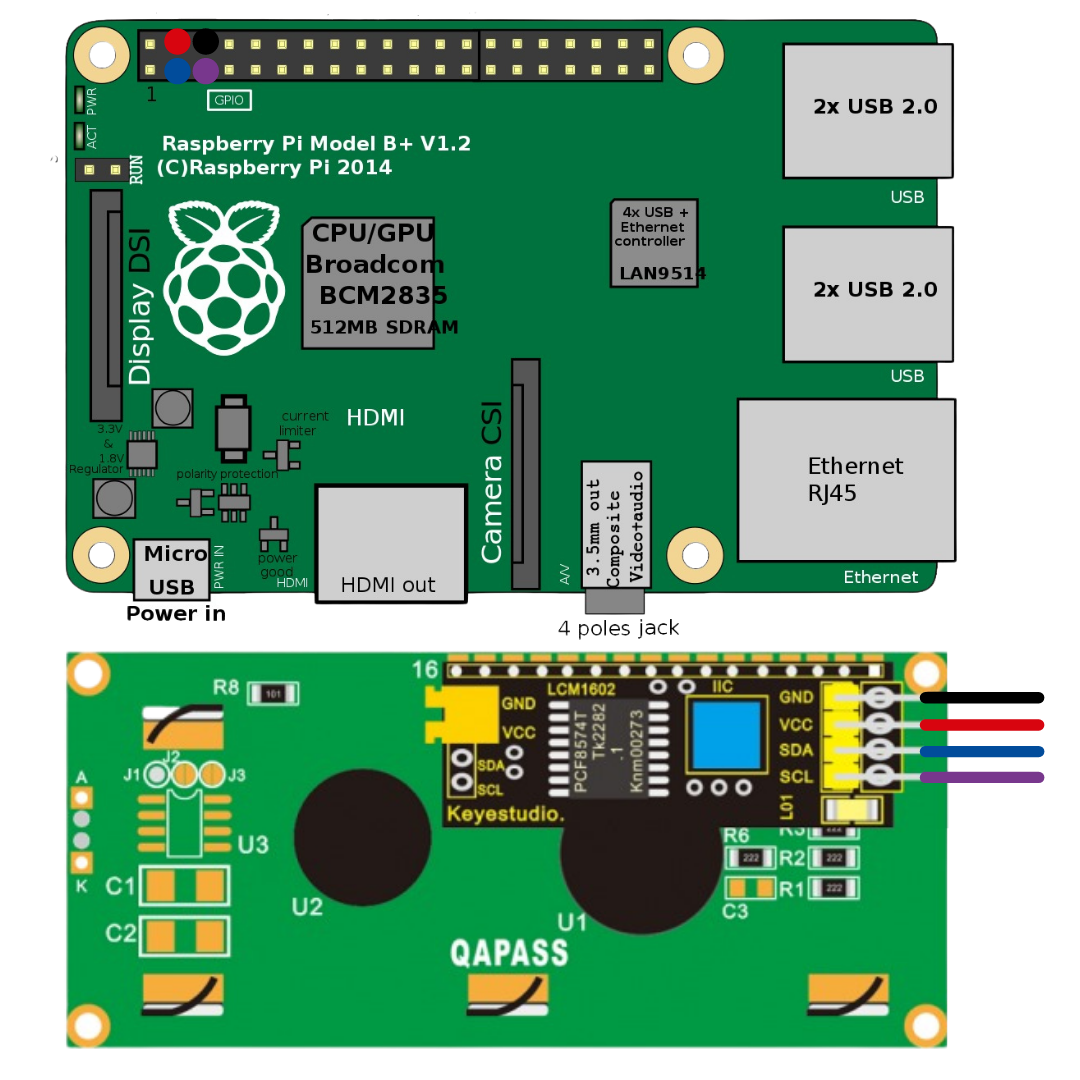 1
GPIO
PWR
ACT
RUN
Raspberry Pi Model B+ V1.2
(C)Raspberry Pi 2014
2x USB 2.0
USB
Display DSI
CPU/GPU
Broadcom
BCM2835
512MB SDRAM
4x USB +
Ethernet
controller
LAN9514
2x USB 2.0
USB
3.3V
&
1.8V
Regulator
current
limiter
polarity protection
HDMI
Camera CSI
Ethernet
RJ45
3.5mm out
Composite
Video+audio
power
good
HDMI
PWR IN
Micro
USB
Power in
HDMI out
A/V
Ethernet
4 poles jack
16
R8
101
LCM1602
IIC
GND
VCC
SDA
SCL
PCF8574T
Tk2282
.1
Knm00273
GND
VCC
SDA
SCL
Keyestudio.
L01
J1
J2
J3
A
K
U3
C1
C2
U2
U1
R6
222
R3
222
R2
222
C3
R1
222
QAPASS